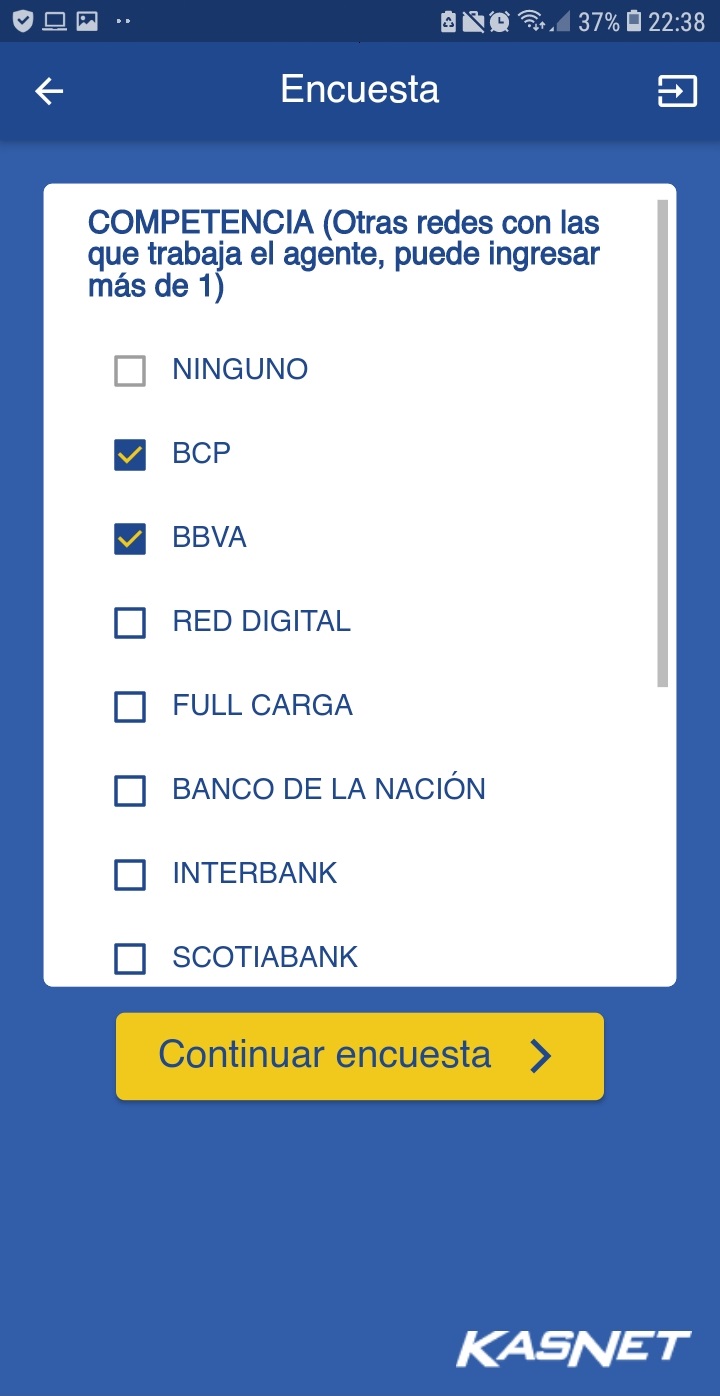 37% 22:38
Encuesta
COMPETENCIA (Otras redes con las
que trabaja el agente, puede ingresar
más de 1)
NINGUNO
BCP
BBVA
RED DIGITAL
FULL CARGA
BANCO DE LA NACIÓN
INTERBANK
SCOTIABANK
Continuar encuesta
KASNET